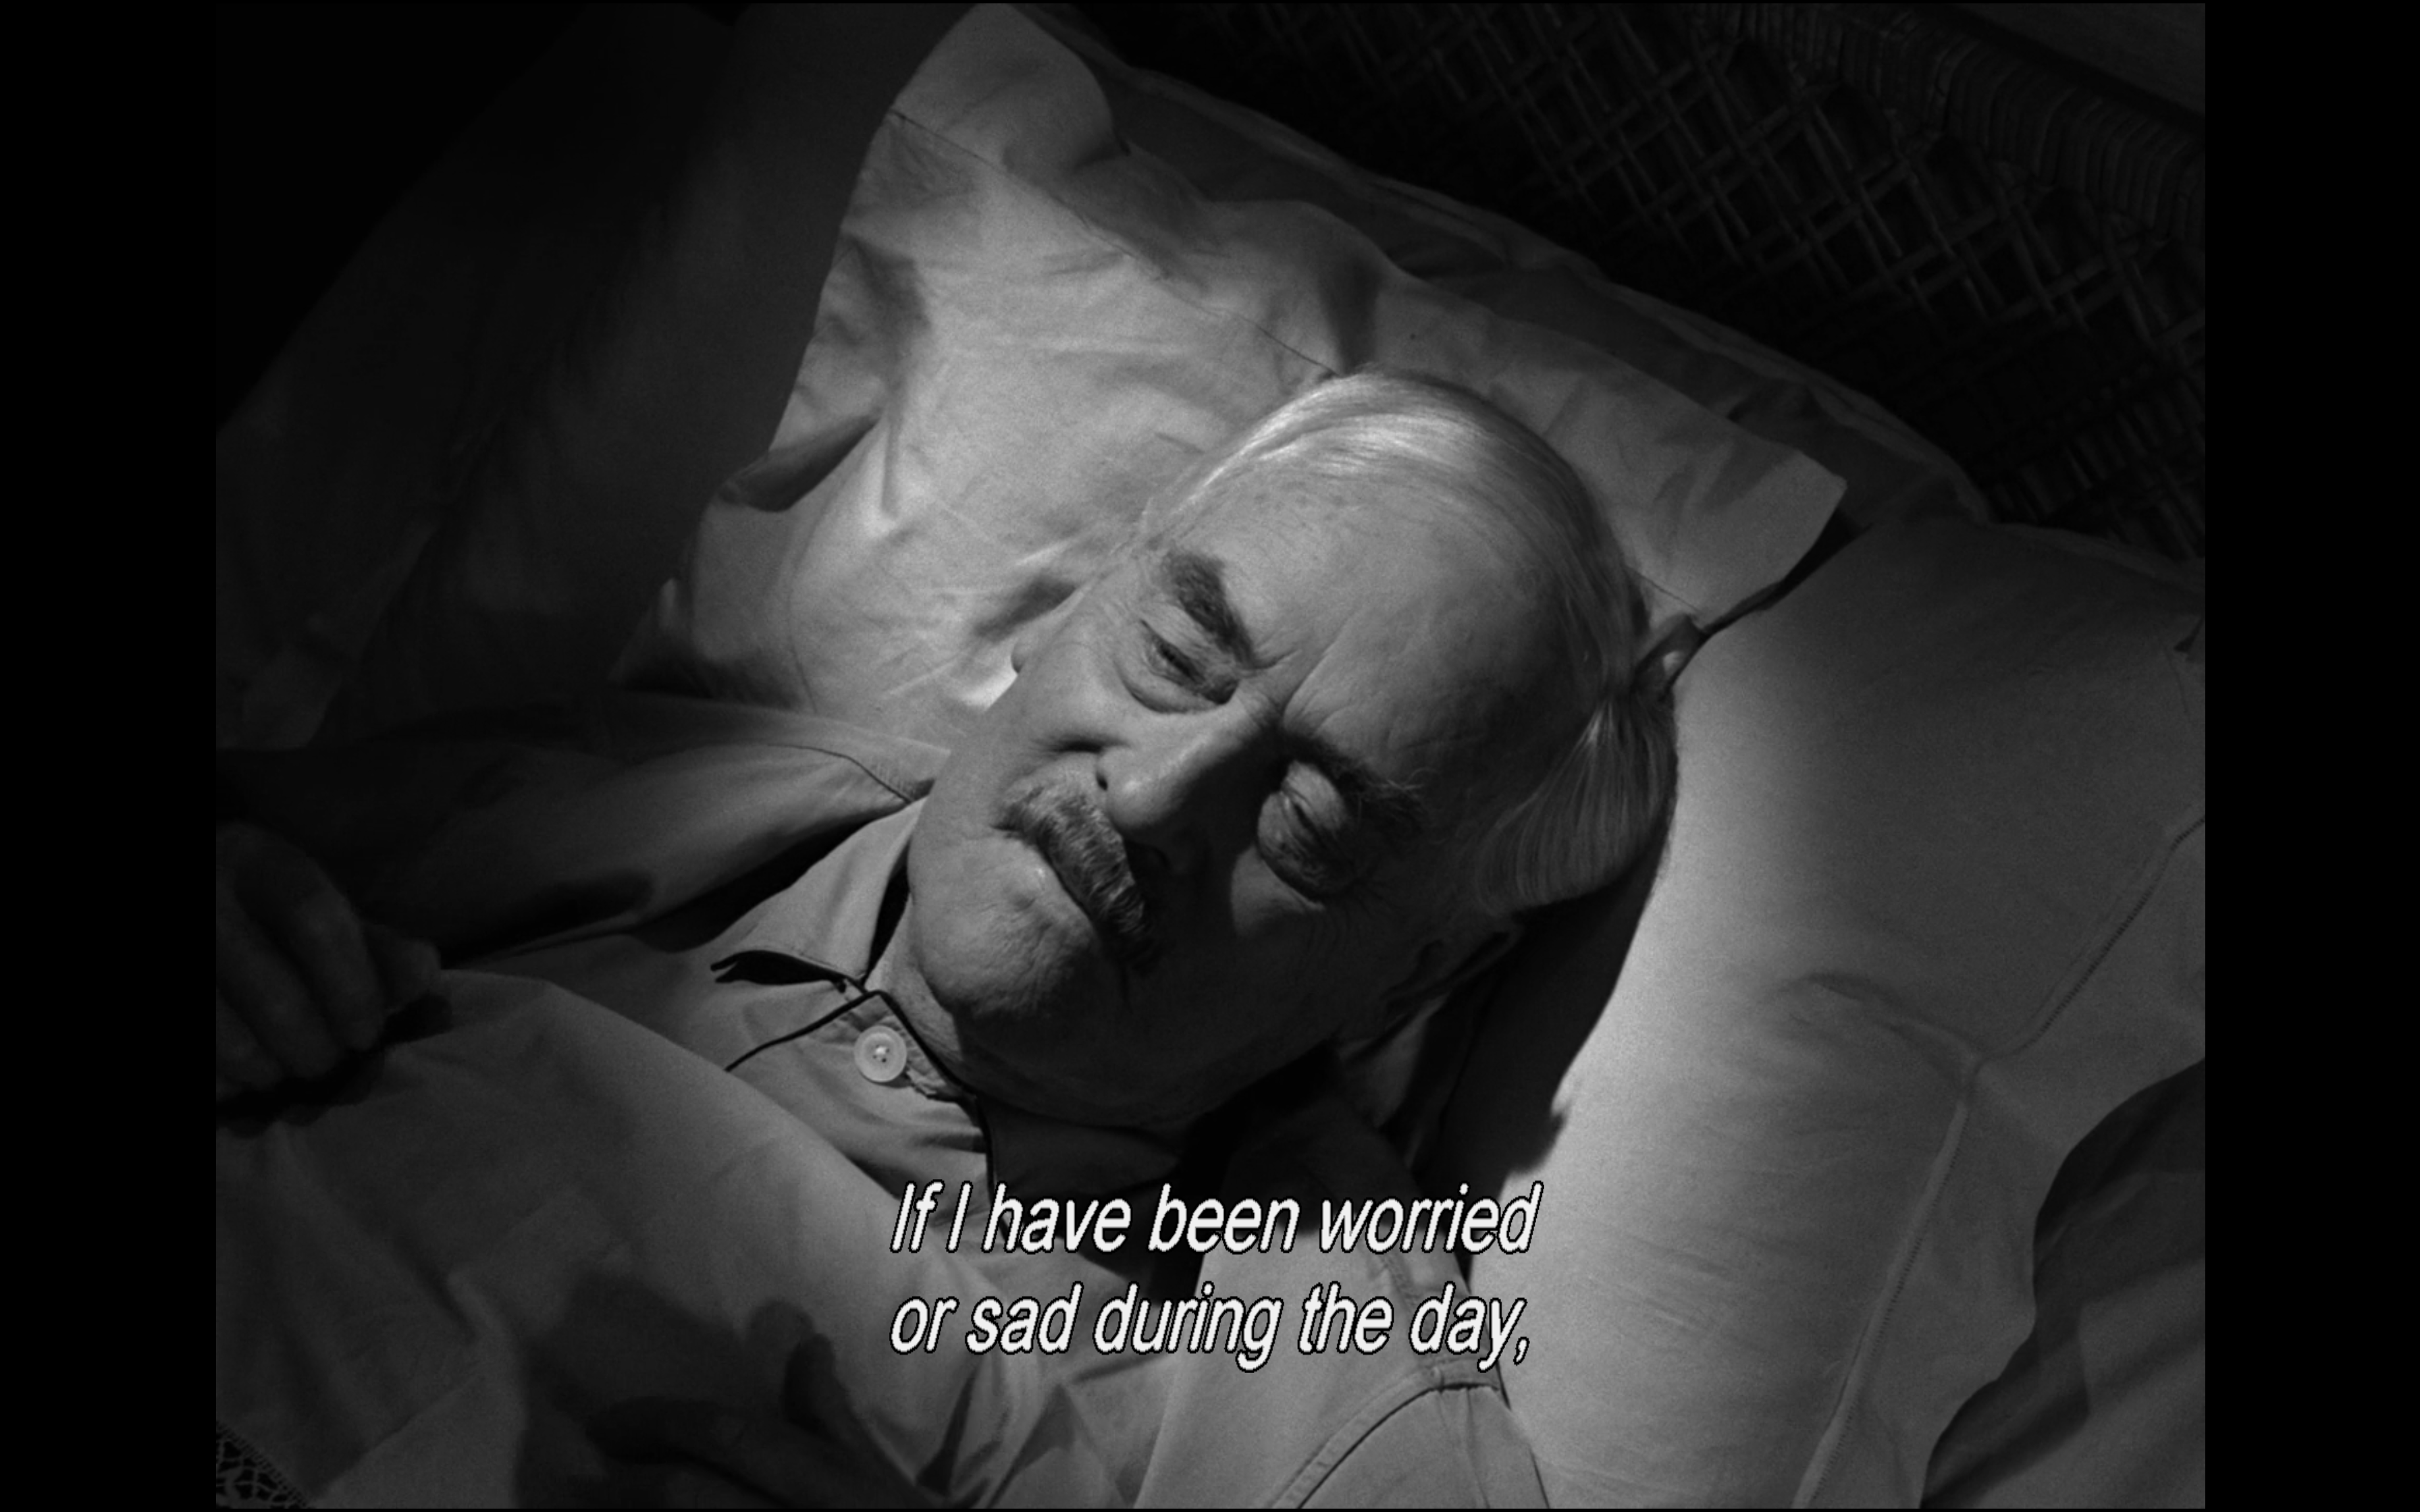 If I have been worried
or sad during the day,